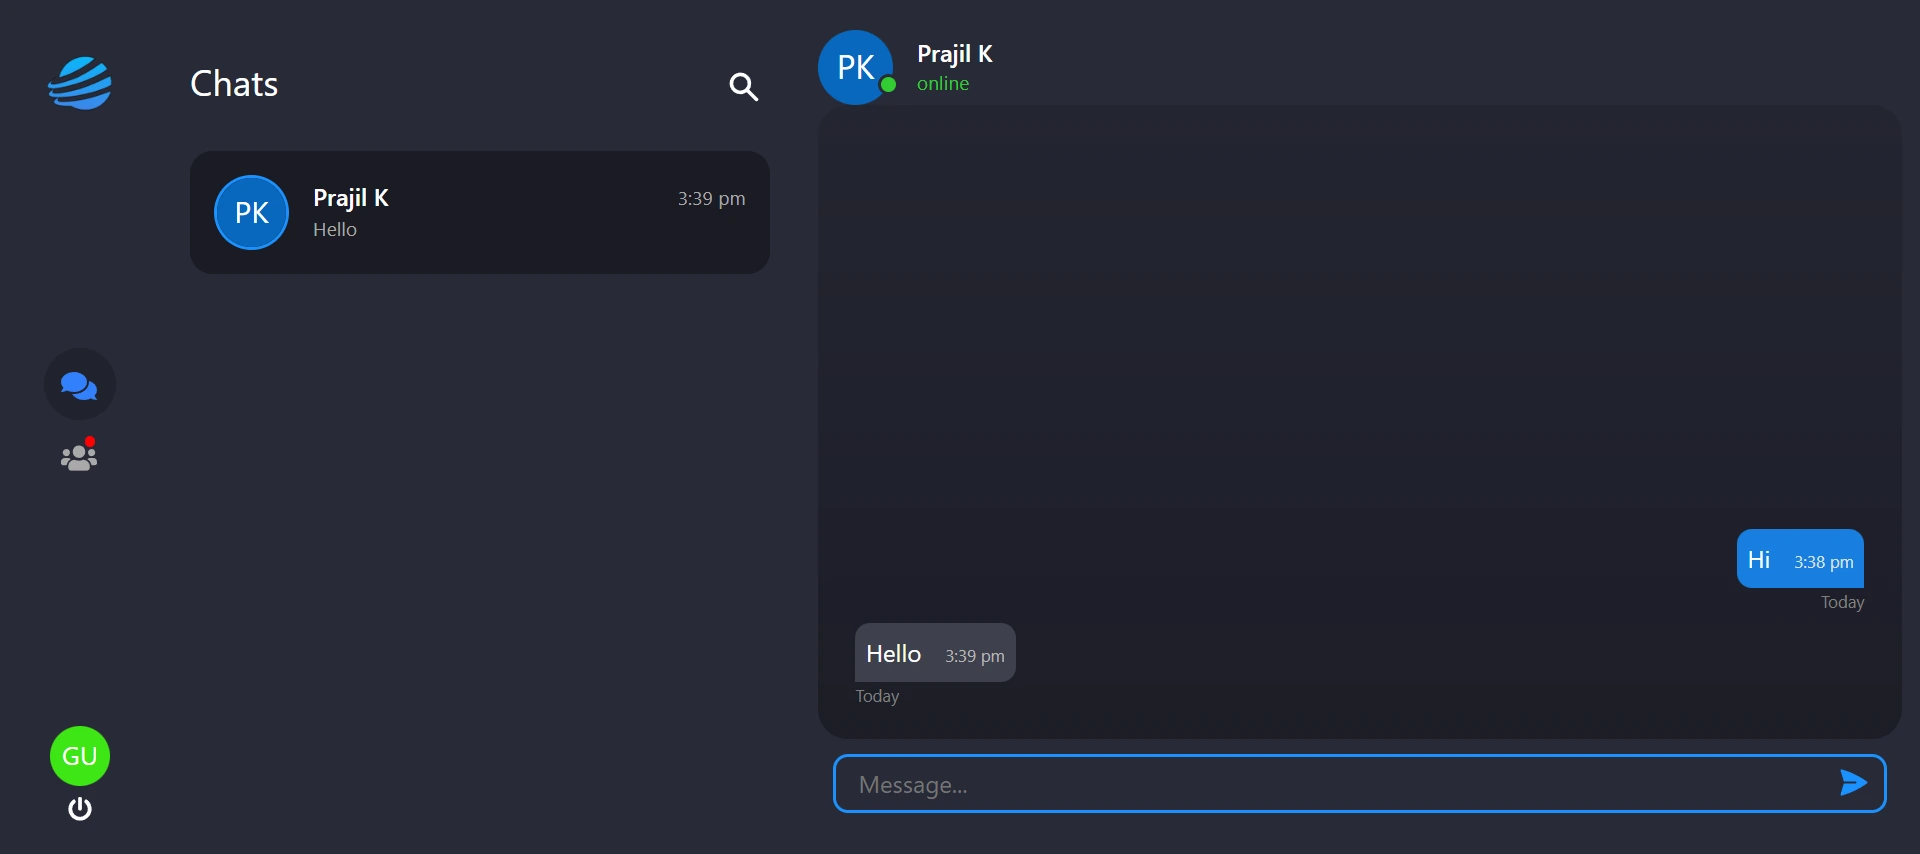 Chats
PK
Prajil K
3:39 pm
Hello
GU
PK
Prajil K
online
Hi 3:38 pm
Today
Hello 3:39 pm
Today
Message...